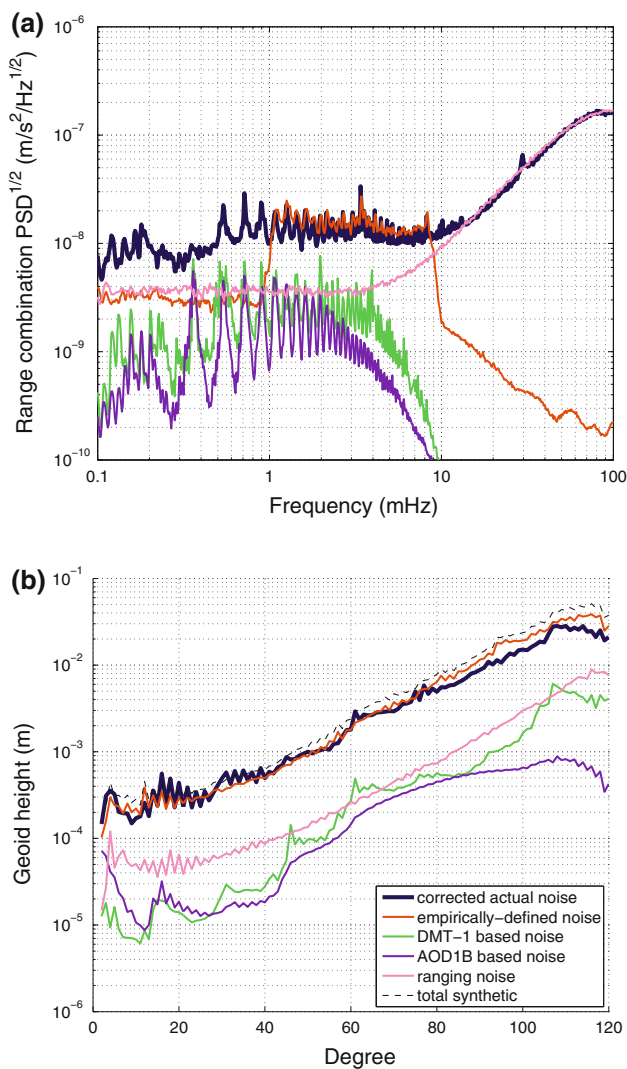 (a)
10^-6
10^-7
10^-8
10^-9
10^-10
Range combination PSD^1/2 (m/s^2/Hz^1/2)
0.1 1 10 100
Frequency (mHz)
(b)
10^-1
10^-2
10^-3
10^-4
10^-5
10^-6
Geoid height (m)
corrected actual noise
empirically-defined noise
DMT-1 based noise
AOD1B based noise
ranging noise
total synthetic
0 20 40 60 80 100 120
Degree